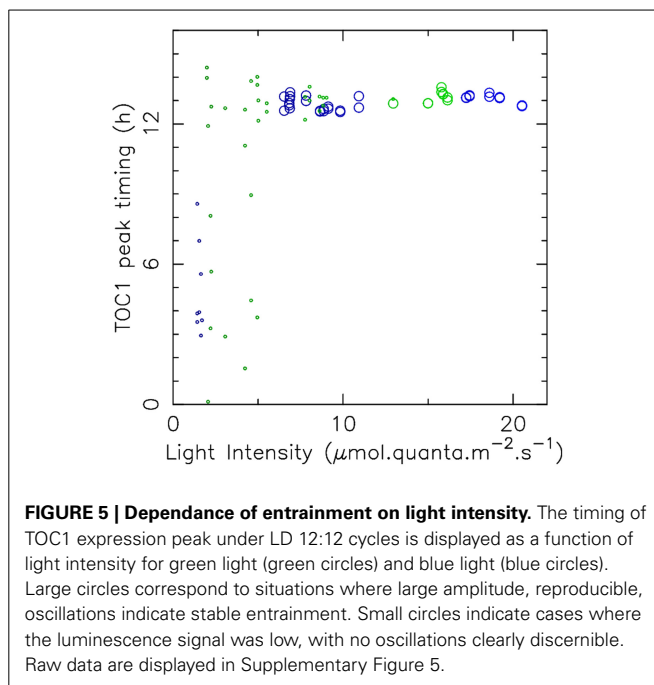 12
6
0
TOC1 peak timing (h)
0
10
20
Light Intensity (μmol.quanta.m⁻².s⁻¹)
FIGURE 5 | Dependance of entrainment on light intensity. The timing of
TOC1 expression peak under LD 12:12 cycles is displayed as a function of
light intensity for green light (green circles) and blue light (blue circles).
Large circles correspond to situations where large amplitude, reproducible,
oscillations indicate stable entrainment. Small circles indicate cases where
the luminescence signal was low, with no oscillations clearly discernible.
Raw data are displayed in Supplementary Figure 5.